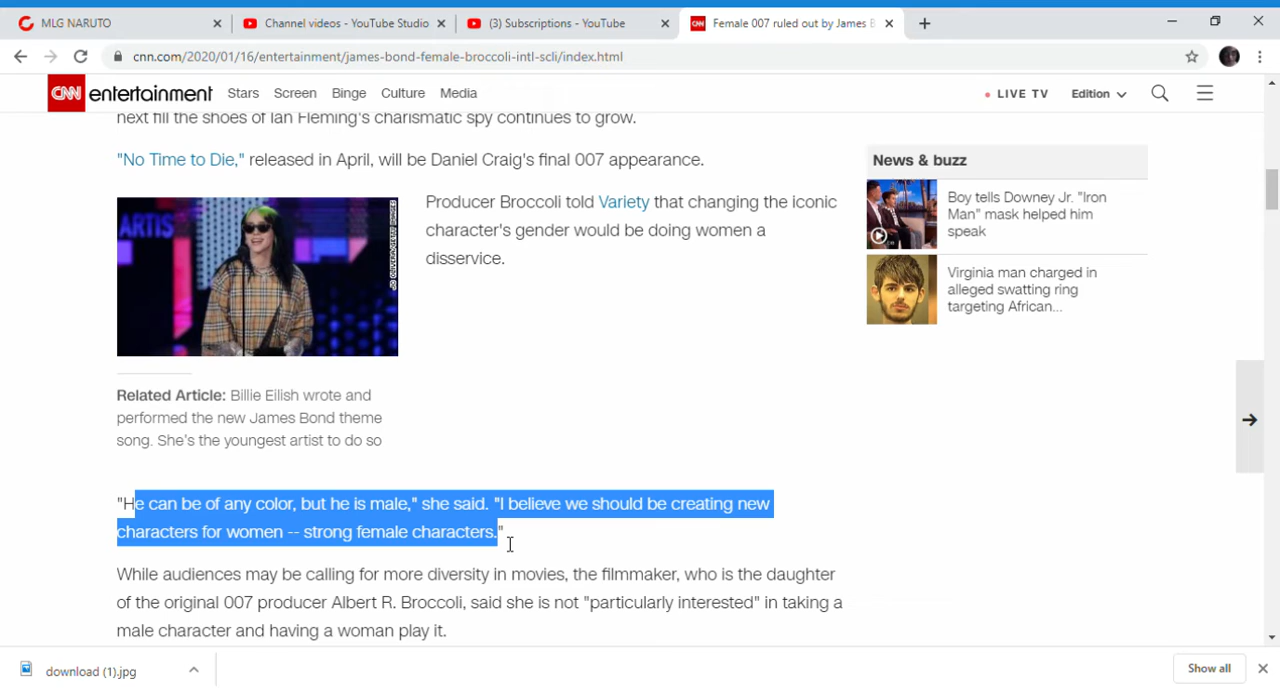 MLG NARUTO
Channel videos - YouTube Studio
(3) Subscriptions - YouTube
CNN Female 007 ruled out by James B
cnn.com/2020/01/16/entertainment/james-bond-female-broccoli-intl-scli/index.html
CNN entertainment Stars Screen Binge Culture Media LIVE TV Edition
next fill the shoes of Ian Fleming's charismatic spy continues to grow.
"No Time to Die," released in April, will be Daniel Craig's final 007 appearance.
ARTIS
JC OLIVERA/GETTY IMAGES
Producer Broccoli told Variety that changing the iconic
character's gender would be doing women a
disservice.
Related Article: Billie Eilish wrote and
performed the new James Bond theme
song. She's the youngest artist to do so
"He can be of any color, but he is male," she said. "I believe we should be creating new
characters for women -- strong female characters."
While audiences may be calling for more diversity in movies, the filmmaker, who is the daughter
of the original 007 producer Albert R. Broccoli, said she is not "particularly interested" in taking a
male character and having a woman play it.
News & buzz
Boy tells Downey Jr. "Iron
Man" mask helped him
speak
Virginia man charged in
alleged swatting ring
targeting African...
download (1).jpg
Show all